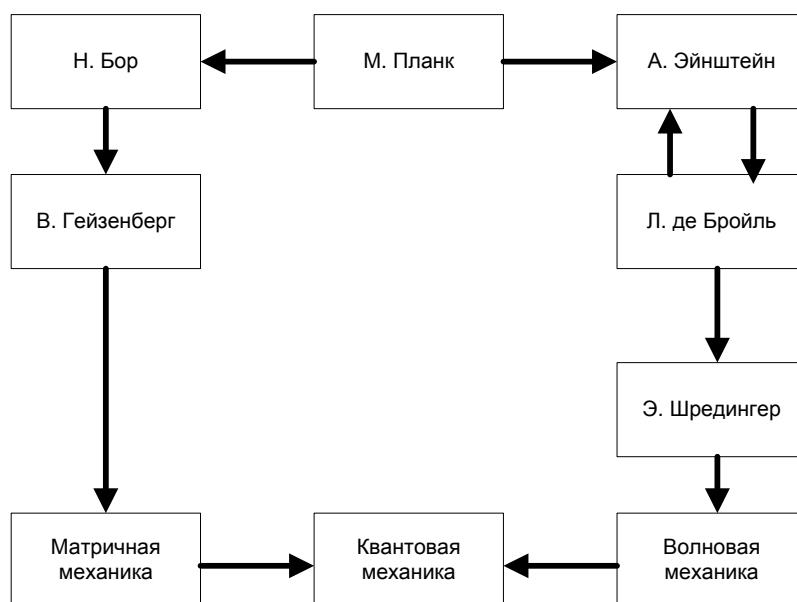 Н. Бор
М. Планк
А. Эйнштейн
В. Гейзенберг
Л. де Бройль
Э. Шредингер
Матричная
механика
Квантовая
механика
Волновая
механика